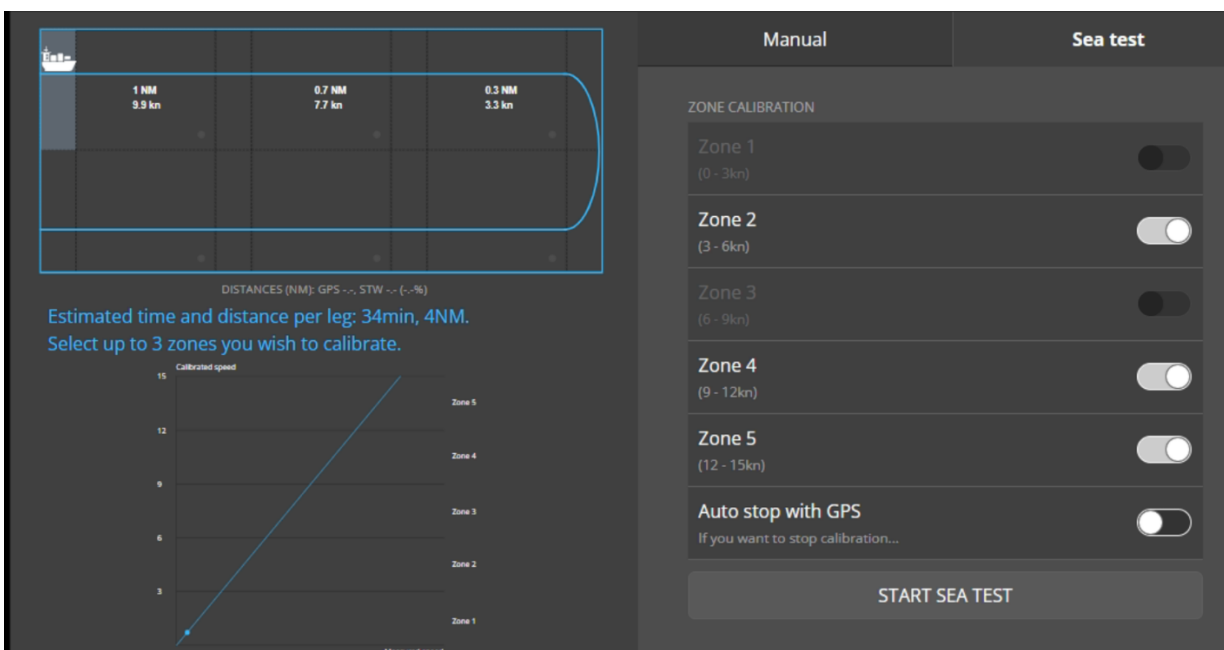 1 NM
9.9 kn
0.7 NM
7.7 kn
0.3 NM
3.3 kn
DISTANCES (NM): GPS -.-, STW -.- (-.-%)
Estimated time and distance per leg: 34min, 4NM.
Select up to 3 zones you wish to calibrate.
Calibrated speed
15
12
9
6
3
Zone 5
Zone 4
Zone 3
Zone 2
Zone 1
Manual
Sea test
ZONE CALIBRATION
Zone 1
(0 - 3kn)
Zone 2
(3 - 6kn)
Zone 3
(6 - 9kn)
Zone 4
(9 - 12kn)
Zone 5
(12 - 15kn)
Auto stop with GPS
If you want to stop calibration...
START SEA TEST